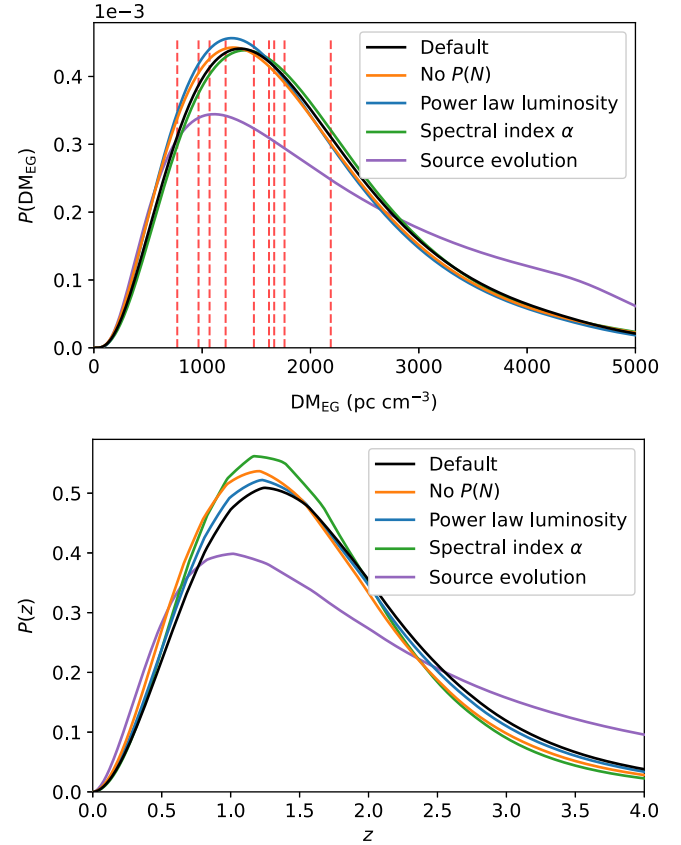 1e−3
0.4
0.3
0.2
0.1
0.0
P(DM_EG)
Default
No P(N)
Power law luminosity
Spectral index α
Source evolution
0 1000 2000 3000 4000 5000
DM_EG (pc cm⁻³)
0.5
0.4
0.3
0.2
0.1
0.0
P(z)
Default
No P(N)
Power law luminosity
Spectral index α
Source evolution
0.0 0.5 1.0 1.5 2.0 2.5 3.0 3.5 4.0
z